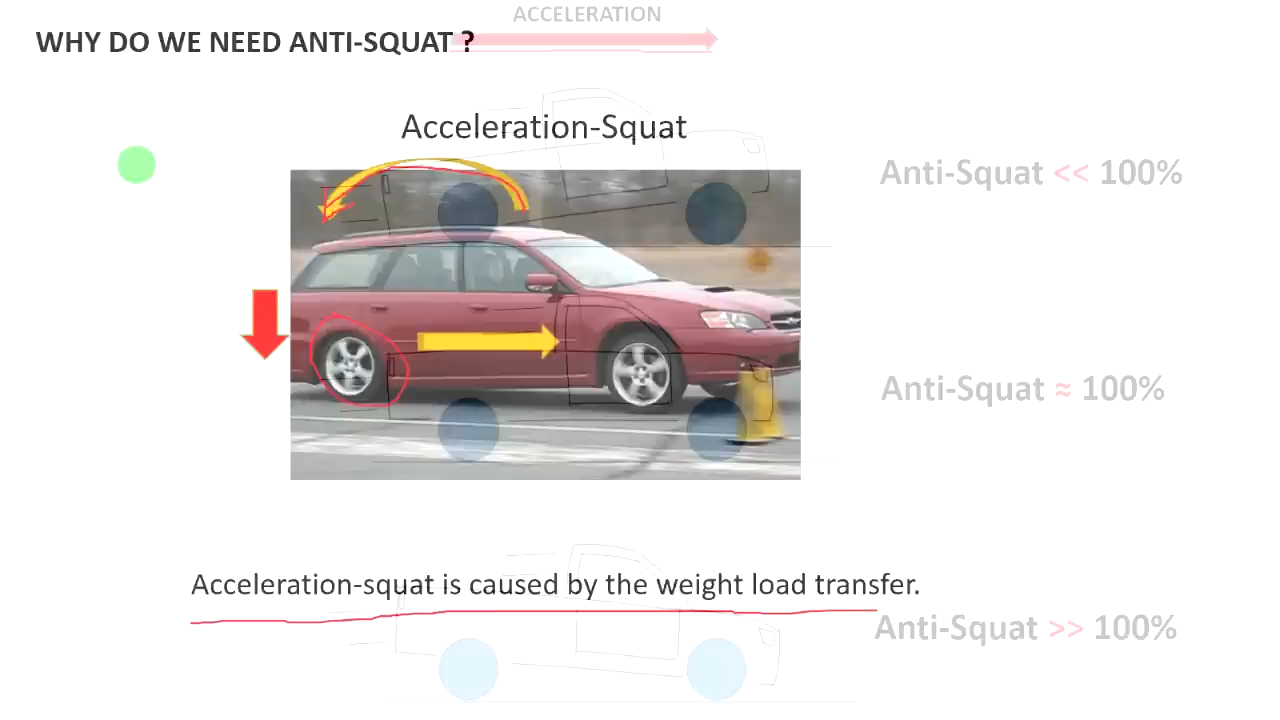 ACCELERATION
WHY DO WE NEED ANTI-SQUAT ?
Acceleration-Squat
Anti-Squat << 100%
Anti-Squat ≈ 100%
Acceleration-squat is caused by the weight load transfer.
Anti-Squat >> 100%